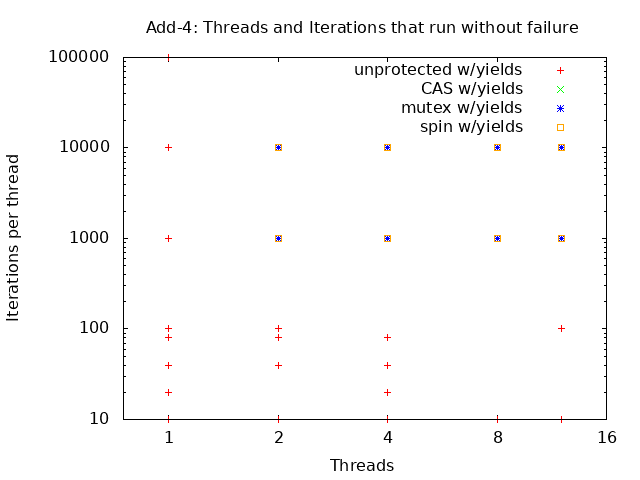 Add-4: Threads and Iterations that run without failure
100000
unprotected w/yields
CAS w/yields
mutex w/yields
spin w/yields
10000
Iterations per thread
1000
100
10
1 2 4 8 16
Threads